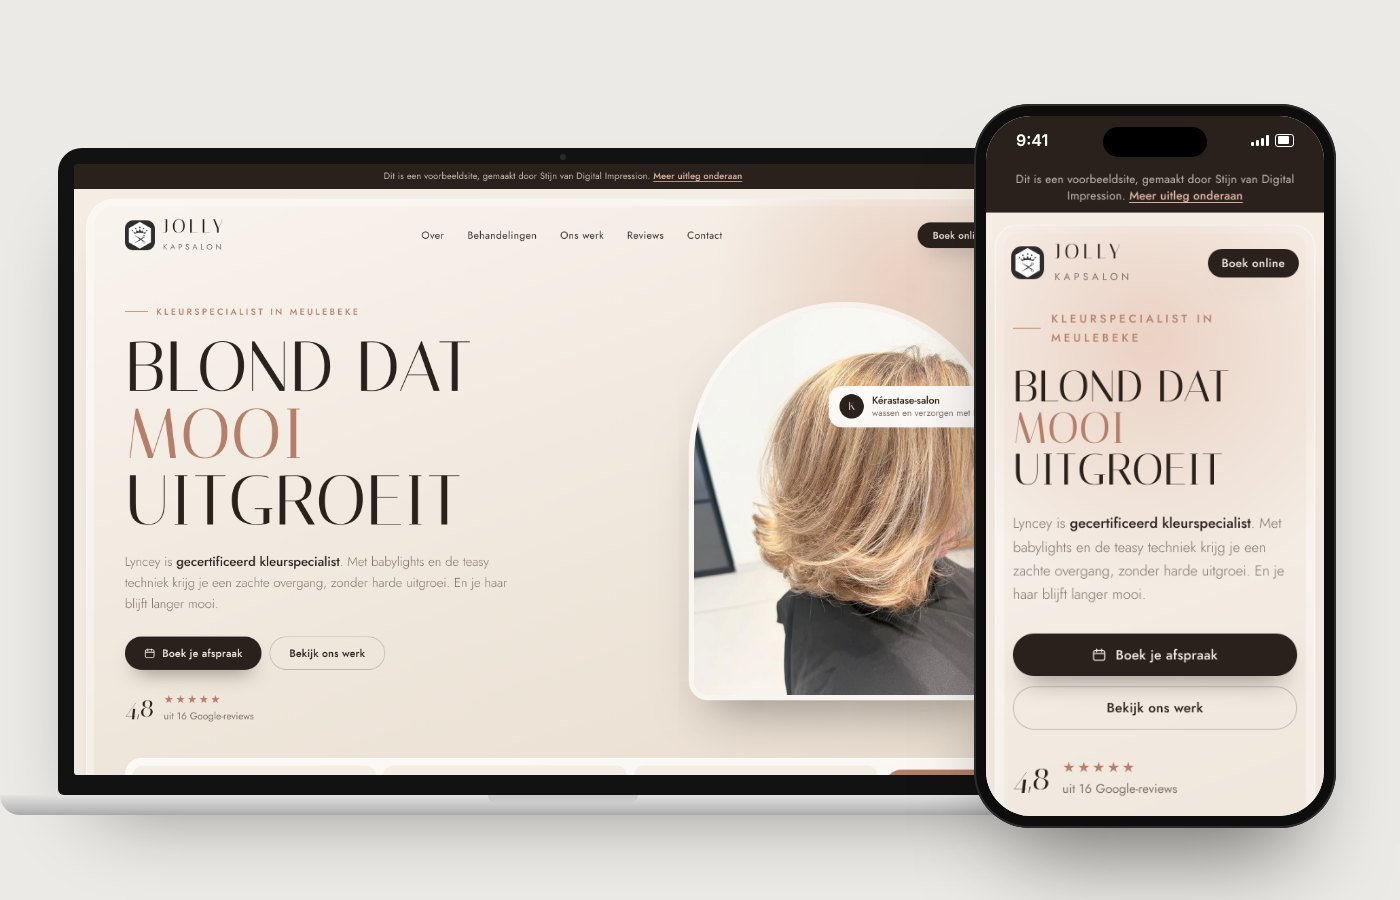 Dit is een voorbeeldsite, gemaakt door Stijn van Digital Impression. Meer uitleg onderaan
JOLLY
KAPSALON
Over
Behandelingen
Ons werk
Reviews
Contact
Boek onli
KLEURSPECIALIST IN MEULEBEKE
BLOND DAT
MOOI
UITGROEIT
Lyncey is gecertificeerd kleurspecialist. Met babylights en de teasy
techniek krijg je een zachte overgang, zonder harde uitgroei. En je haar
blijft langer mooi.
Boek je afspraak
Bekijk ons werk
4,8
★★★★★
uit 16 Google-reviews
K
Kérastase-salon
wassen en verzorgen met
9:41
Dit is een voorbeeldsite, gemaakt door Stijn van Digital
Impression. Meer uitleg onderaan
JOLLY
KAPSALON
Boek online
KLEURSPECIALIST IN
MEULEBEKE
BLOND DAT
MOOI
UITGROEIT
Lyncey is gecertificeerd kleurspecialist. Met
babylights en de teasy techniek krijg je een
zachte overgang, zonder harde uitgroei. En je
haar blijft langer mooi.
Boek je afspraak
Bekijk ons werk
4,8
★★★★★
uit 16 Google-reviews